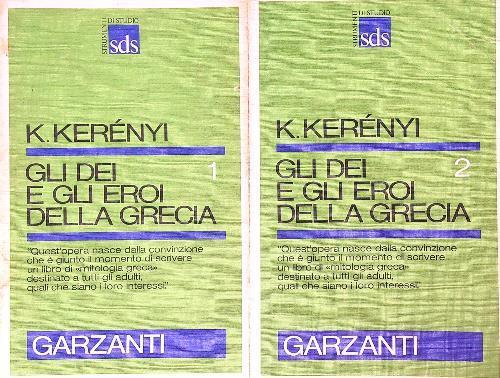 STRUMENTI
DI STUDIO
sds
K. KERÉNYI
GLI DEI 1
E GLI EROI
DELLA GRECIA
"Quest'opera nasce dalla convinzione
che è giunto il momento di scrivere
un libro di «mitologia greca»
destinato a tutti gli adulti,
quali che siano i loro interessi."
GARZANTI
STRUMENTI
DI STUDIO
sds
K. KERÉNYI
GLI DEI 2
E GLI EROI
DELLA GRECIA
"Quest'opera nasce dalla convinzione
che è giunto il momento di scrivere
un libro di «mitologia greca»
destinato a tutti gli adulti,
quali che siano i loro interessi."
GARZANTI